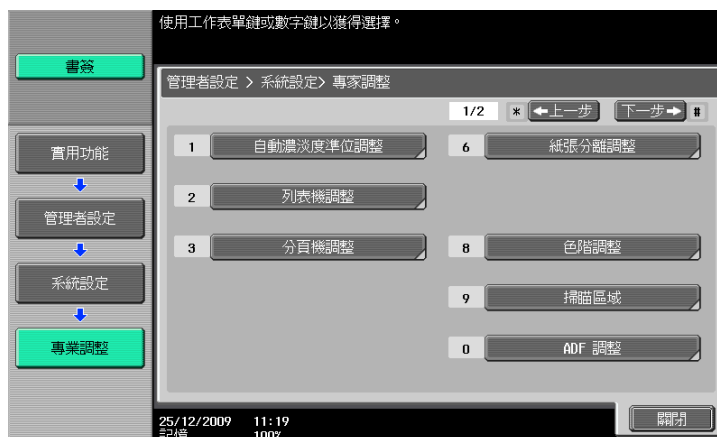 使用工作表單鍵或數字鍵以獲得選擇。
書簽
管理者設定 > 系統設定> 專家調整
1/2 * ←上一步 下一步→ #
實用功能
管理者設定
系統設定
專業調整
1 自動濃淡度準位調整
2 列表機調整
3 分頁機調整
6 紙張分離調整
8 色階調整
9 掃瞄區域
0 ADF 調整
25/12/2009 11:19
記憶 100%
關閉